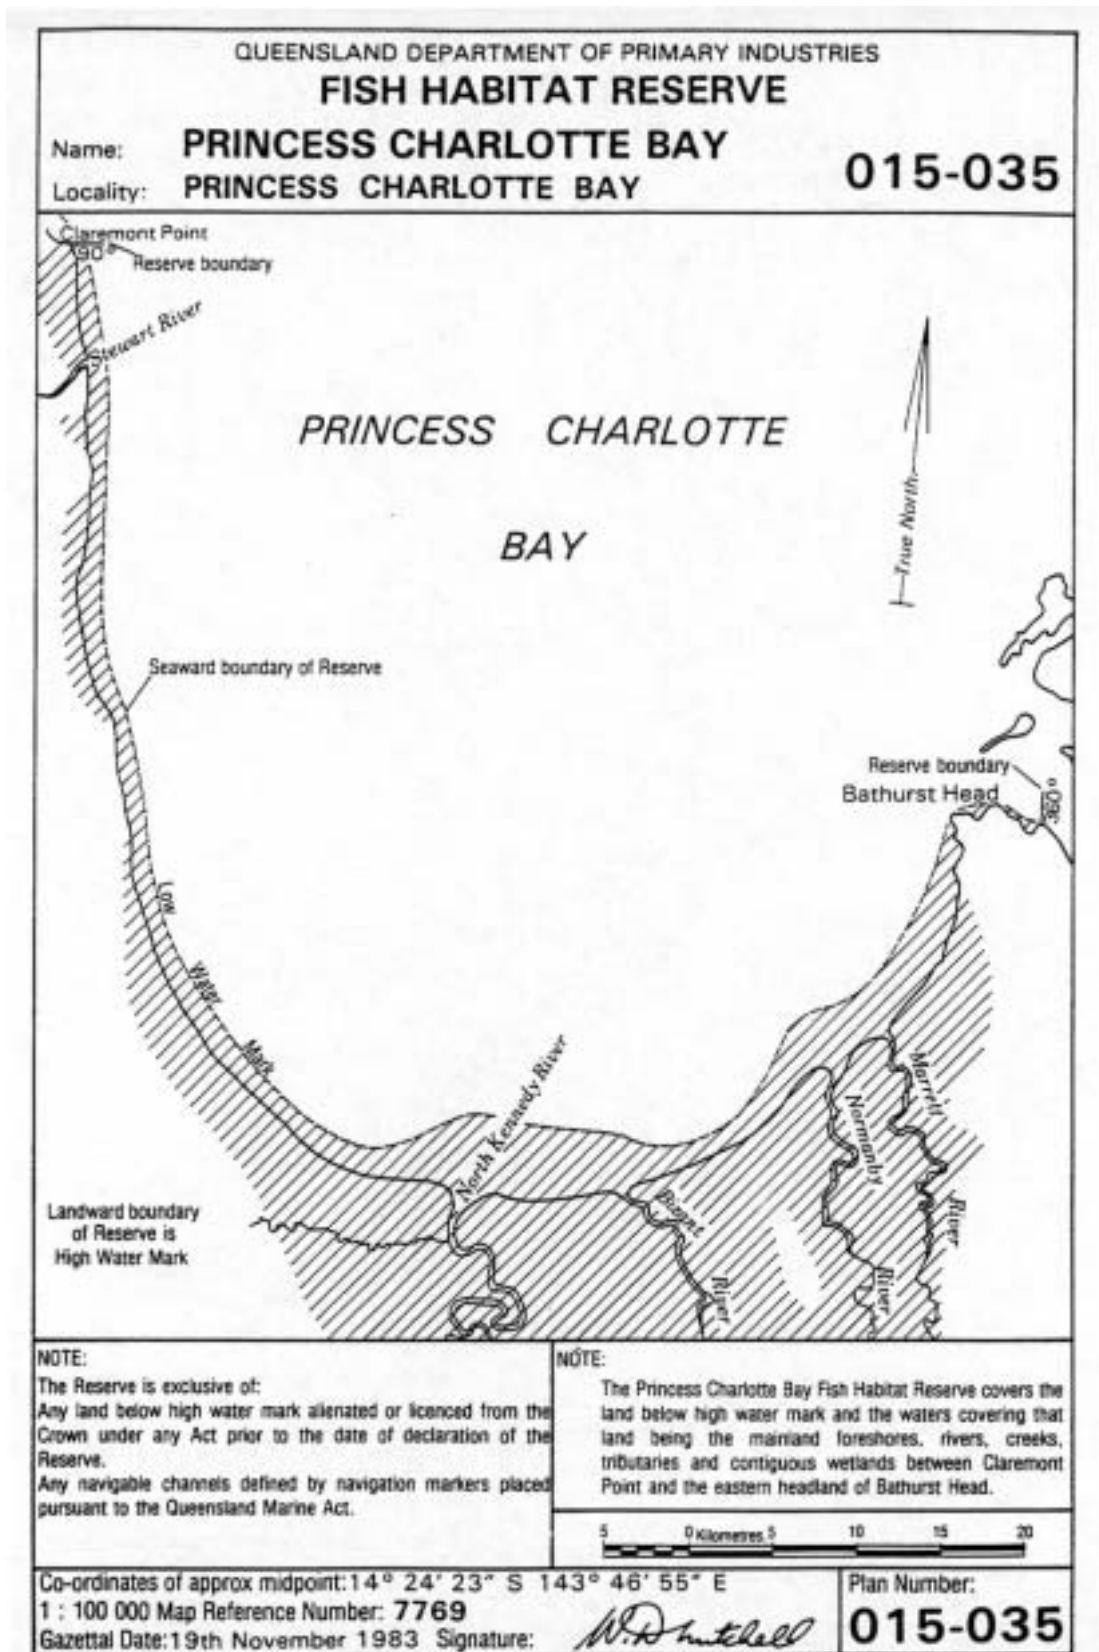 QUEENSLAND DEPARTMENT OF PRIMARY INDUSTRIES
FISH HABITAT RESERVE
Name: PRINCESS CHARLOTTE BAY
Locality: PRINCESS CHARLOTTE BAY
015-035
Claremont Point
90°
Reserve boundary
Stewart River
PRINCESS CHARLOTTE
BAY
True North
Seaward boundary of Reserve
Reserve boundary
Bathurst Head
360°
Low
Water
Mark
North Kennedy River
Marrett
River
Normanby
River
Bizant
River
Landward boundary
of Reserve is
High Water Mark
NOTE:
The Reserve is exclusive of:
Any land below high water mark alienated or licenced from the
Crown under any Act prior to the date of declaration of the
Reserve.
Any navigable channels defined by navigation markers placed
pursuant to the Queensland Marine Act.
NOTE:
The Princess Charlotte Bay Fish Habitat Reserve covers the
land below high water mark and the waters covering that
land being the mainland foreshores, rivers, creeks,
tributaries and contiguous wetlands between Claremont
Point and the eastern headland of Bathurst Head.
5 0 Kilometres 5 10 15 20
Co-ordinates of approx midpoint: 14° 24' 23" S 143° 46' 55" E
1 : 100 000 Map Reference Number: 7769
Gazettal Date: 19th November 1983 Signature:
Plan Number:
015-035